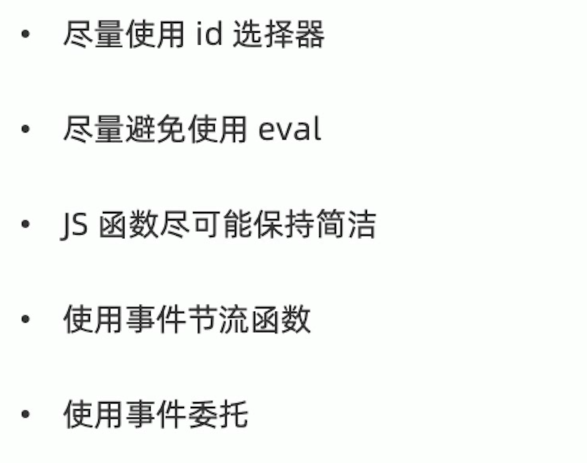 • 尽量使用 id 选择器
• 尽量避免使用 eval
• JS 函数尽可能保持简洁
• 使用事件节流函数
• 使用事件委托